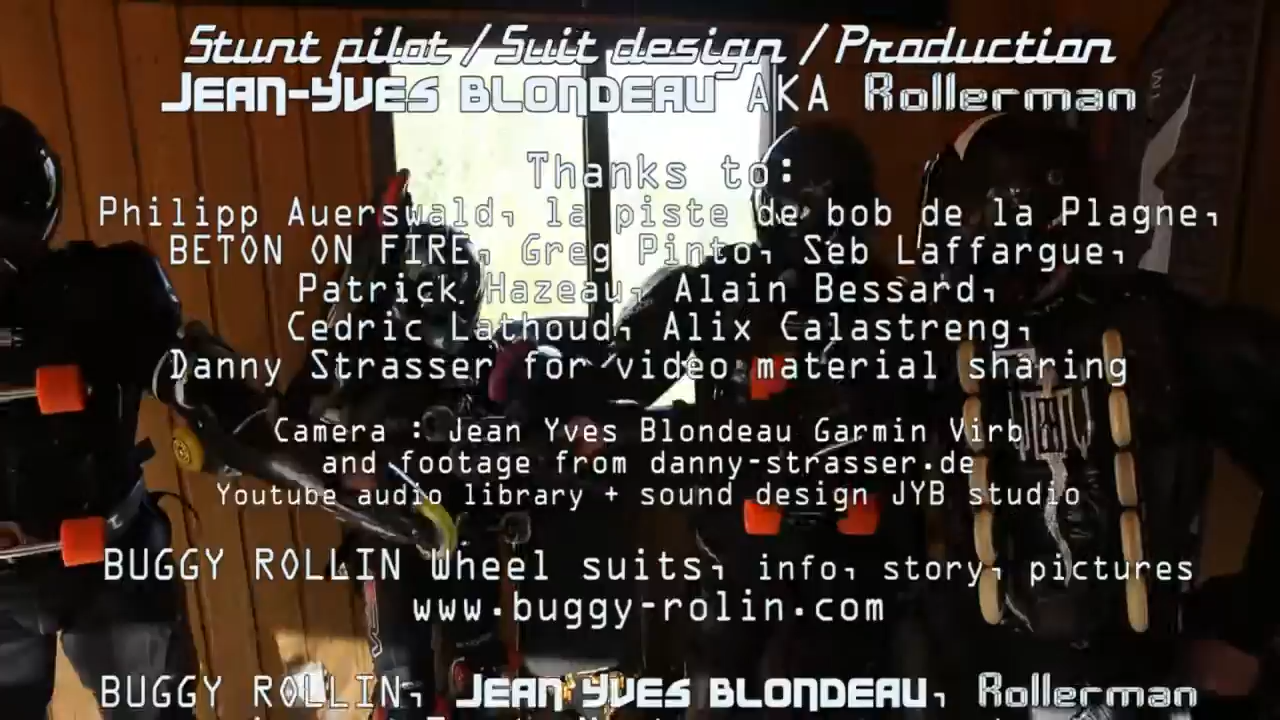 Stunt pilot / Suit design / Production
JEAN-YVES BLONDEAU AKA Rollerman
Thanks to:
Philipp Auerswald, la piste de bob de la Plagne,
BETON ON FIRE, Greg Pinto, Seb Laffargue,
Patrick Hazeau, Alain Bessard,
Cedric Lathoud, Alix Calastreng,
Danny Strasser for video material sharing
Camera : Jean Yves Blondeau Garmin Virb
and footage from danny-strasser.de
Youtube audio library + sound design JYB studio
BUGGY ROLLIN Wheel suits, info, story, pictures
www.buggy-rolin.com
BUGGY ROLLIN, JEAN YVES BLONDEAU, Rollerman